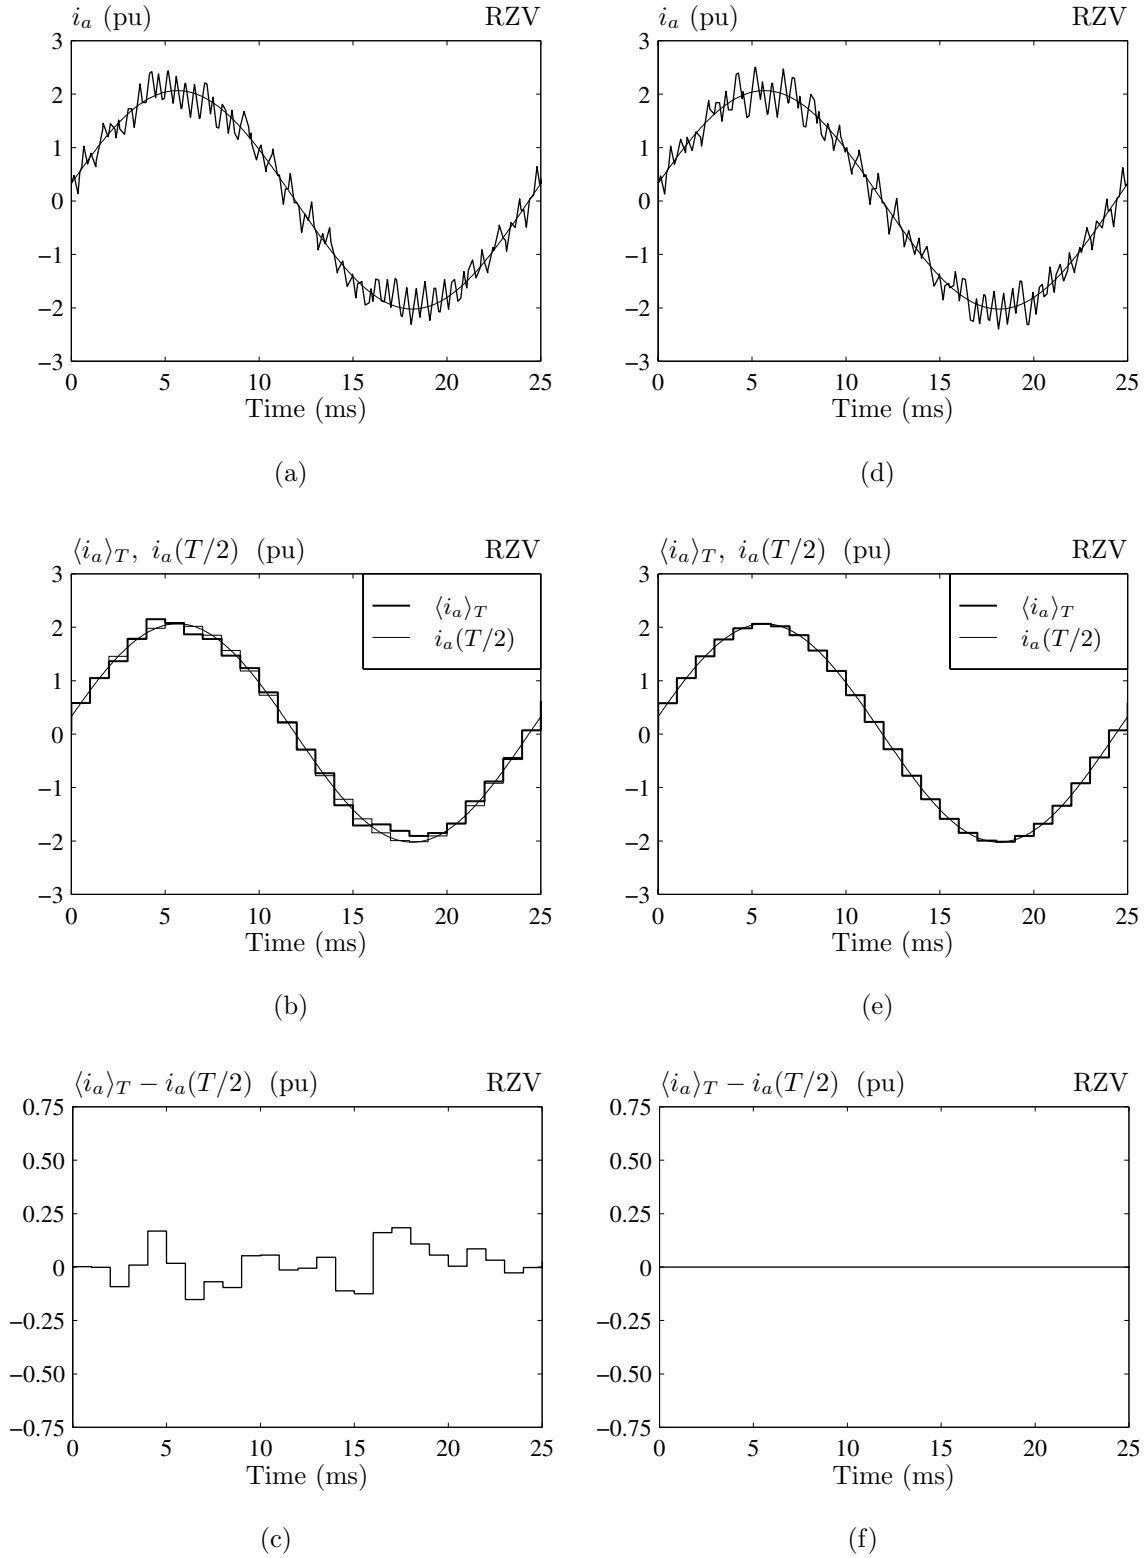 i_a (pu) RZV
3
2
1
0
−1
−2
−3
0 5 10 15 20 25
Time (ms)
(a)
i_a (pu) RZV
3
2
1
0
−1
−2
−3
0 5 10 15 20 25
Time (ms)
(d)
⟨i_a⟩_T, i_a(T/2) (pu) RZV
3
2
1
0
−1
−2
−3
⟨i_a⟩_T
i_a(T/2)
0 5 10 15 20 25
Time (ms)
(b)
⟨i_a⟩_T, i_a(T/2) (pu) RZV
3
2
1
0
−1
−2
−3
⟨i_a⟩_T
i_a(T/2)
0 5 10 15 20 25
Time (ms)
(e)
⟨i_a⟩_T − i_a(T/2) (pu) RZV
0.75
0.50
0.25
0
−0.25
−0.50
−0.75
0 5 10 15 20 25
Time (ms)
(c)
⟨i_a⟩_T − i_a(T/2) (pu) RZV
0.75
0.50
0.25
0
−0.25
−0.50
−0.75
0 5 10 15 20 25
Time (ms)
(f)